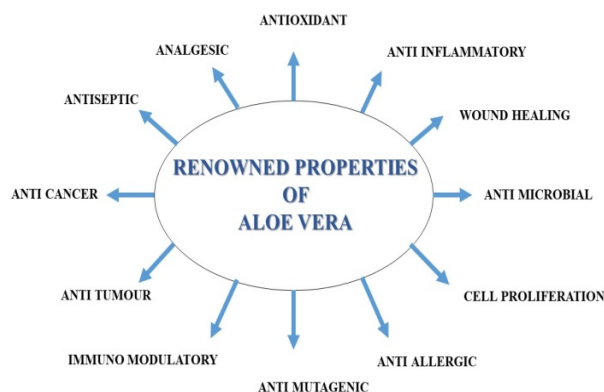 ANTIOXIDANT
ANALGESIC
ANTI INFLAMMATORY
ANTISEPTIC
WOUND HEALING
RENOWNED PROPERTIES
OF
ALOE VERA
ANTI CANCER
ANTI MICROBIAL
ANTI TUMOUR
CELL PROLIFERATION
IMMUNO MODULATORY
ANTI ALLERGIC
ANTI MUTAGENIC